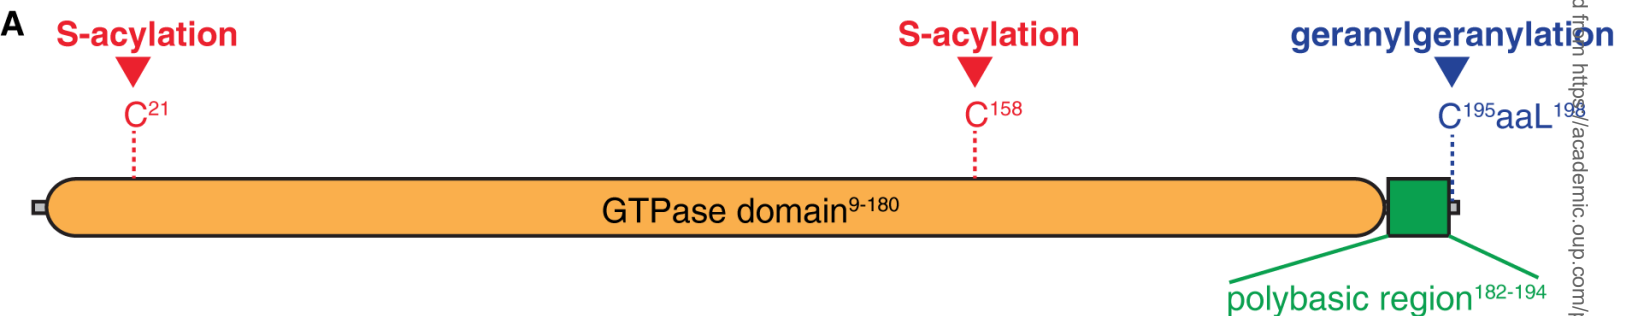 A
S-acylation S-acylation geranylgeranylation
C21 C158 C195aaL198
GTPase domain9-180
polybasic region182-194
d from https://academic.oup.com/p